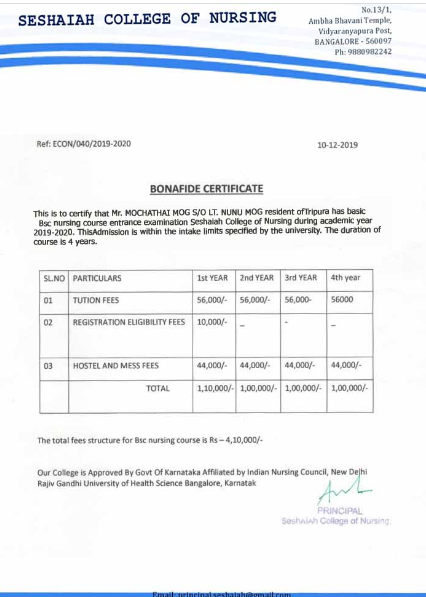 SESHAIAH COLLEGE OF NURSING
No.13/1,
Ambha Bhavani Temple,
Vidyaranyapura Post,
BANGALORE - 560097
Ph: 9880982242
Ref: ECON/040/2019-2020
10-12-2019
BONAFIDE CERTIFICATE
This is to certify that Mr. MOCHATHAI MOG S/O LT. NUNU MOG resident ofTripura has basic
Bsc nursing course entrance examination Seshaiah College of Nursing during academic year
2019-2020. ThisAdmission is within the intake limits specified by the university. The duration of
course is 4 years.
SL.NO PARTICULARS 1st YEAR 2nd YEAR 3rd YEAR 4th year
01 TUTION FEES 56,000/- 56,000/- 56,000- 56000
02 REGISTRATION ELIGIBILITY FEES 10,000/- _ - _
03 HOSTEL AND MESS FEES 44,000/- 44,000/- 44,000/- 44,000/-
TOTAL 1,10,000/- 1,00,000/- 1,00,000/- 1,00,000/-
The total fees structure for Bsc nursing course is Rs – 4,10,000/-
Our College is Approved By Govt Of Karnataka Affiliated by Indian Nursing Council, New Delhi
Rajiv Gandhi University of Health Science Bangalore, Karnatak
PRINCIPAL
Seshaiah College of Nursing
Email: principal.seshaiah@gmail.com